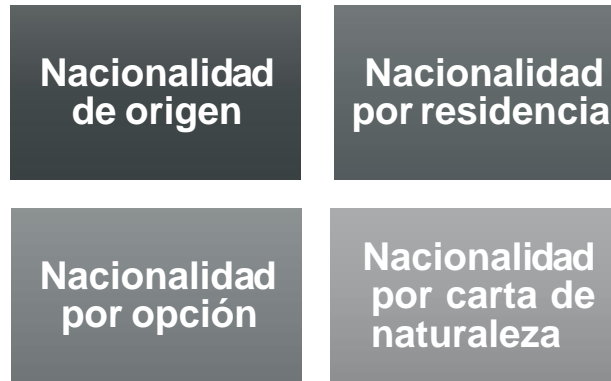 Nacionalidad
de origen
Nacionalidad
por residencia
Nacionalidad
por opción
Nacionalidad
por carta de
naturaleza